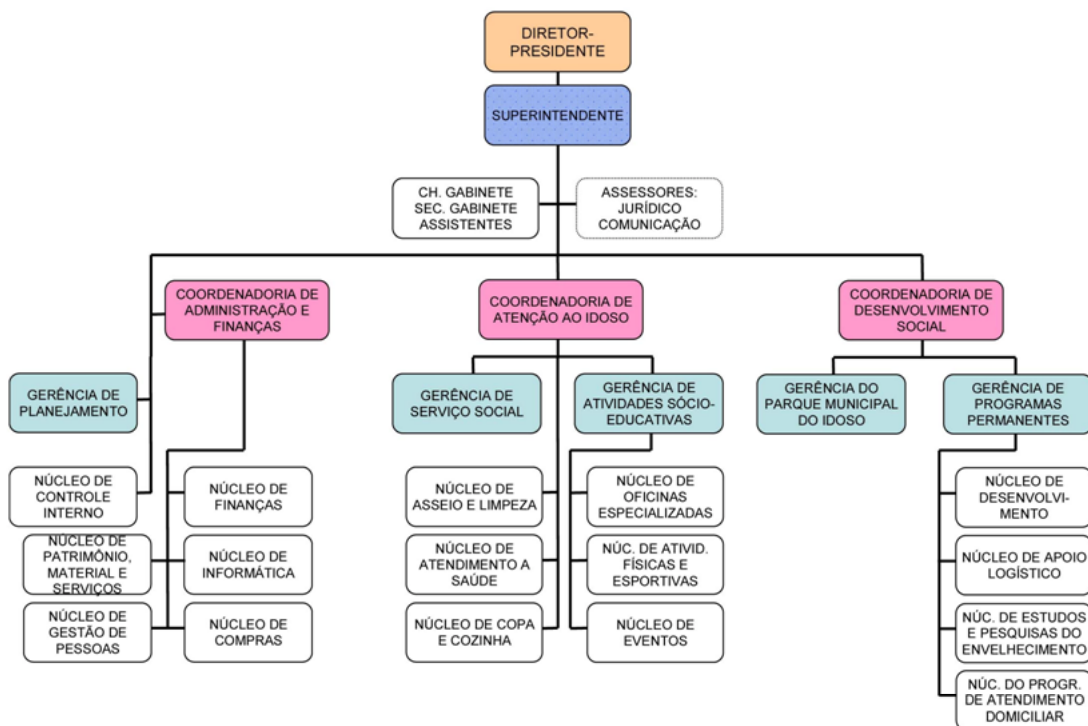 DIRETOR-
PRESIDENTE
SUPERINTENDENTE
CH. GABINETE
SEC. GABINETE
ASSISTENTES
ASSESSORES:
JURÍDICO
COMUNICAÇÃO
COORDENADORIA DE
ADMINISTRAÇÃO E
FINANÇAS
COORDENADORIA DE
ATENÇÃO AO IDOSO
COORDENADORIA DE
DESENVOLVIMENTO
SOCIAL
GERÊNCIA DE
PLANEJAMENTO
GERÊNCIA DE
SERVIÇO SOCIAL
GERÊNCIA DE
ATIVIDADES SÓCIO-
EDUCATIVAS
GERÊNCIA DO
PARQUE MUNICIPAL
DO IDOSO
GERÊNCIA DE
PROGRAMAS
PERMANENTES
NÚCLEO DE
CONTROLE
INTERNO
NÚCLEO DE
FINANÇAS
NÚCLEO DE
ASSEIO E LIMPEZA
NÚCLEO DE
OFICINAS
ESPECIALIZADAS
NÚCLEO DE
DESENVOLVI-
MENTO
NÚCLEO DE
PATRIMÔNIO,
MATERIAL E
SERVIÇOS
NÚCLEO DE
INFORMÁTICA
NÚCLEO DE
ATENDIMENTO A
SAÚDE
NÚC. DE ATIVID.
FÍSICAS E
ESPORTIVAS
NÚCLEO DE APOIO
LOGÍSTICO
NÚCLEO DE
GESTÃO DE
PESSOAS
NÚCLEO DE
COMPRAS
NÚCLEO DE COPA
E COZINHA
NÚCLEO DE
EVENTOS
NÚC. DE ESTUDOS
E PESQUISAS DO
ENVELHECIMENTO
NÚC. DO PROGR.
DE ATENDIMENTO
DOMICILIAR